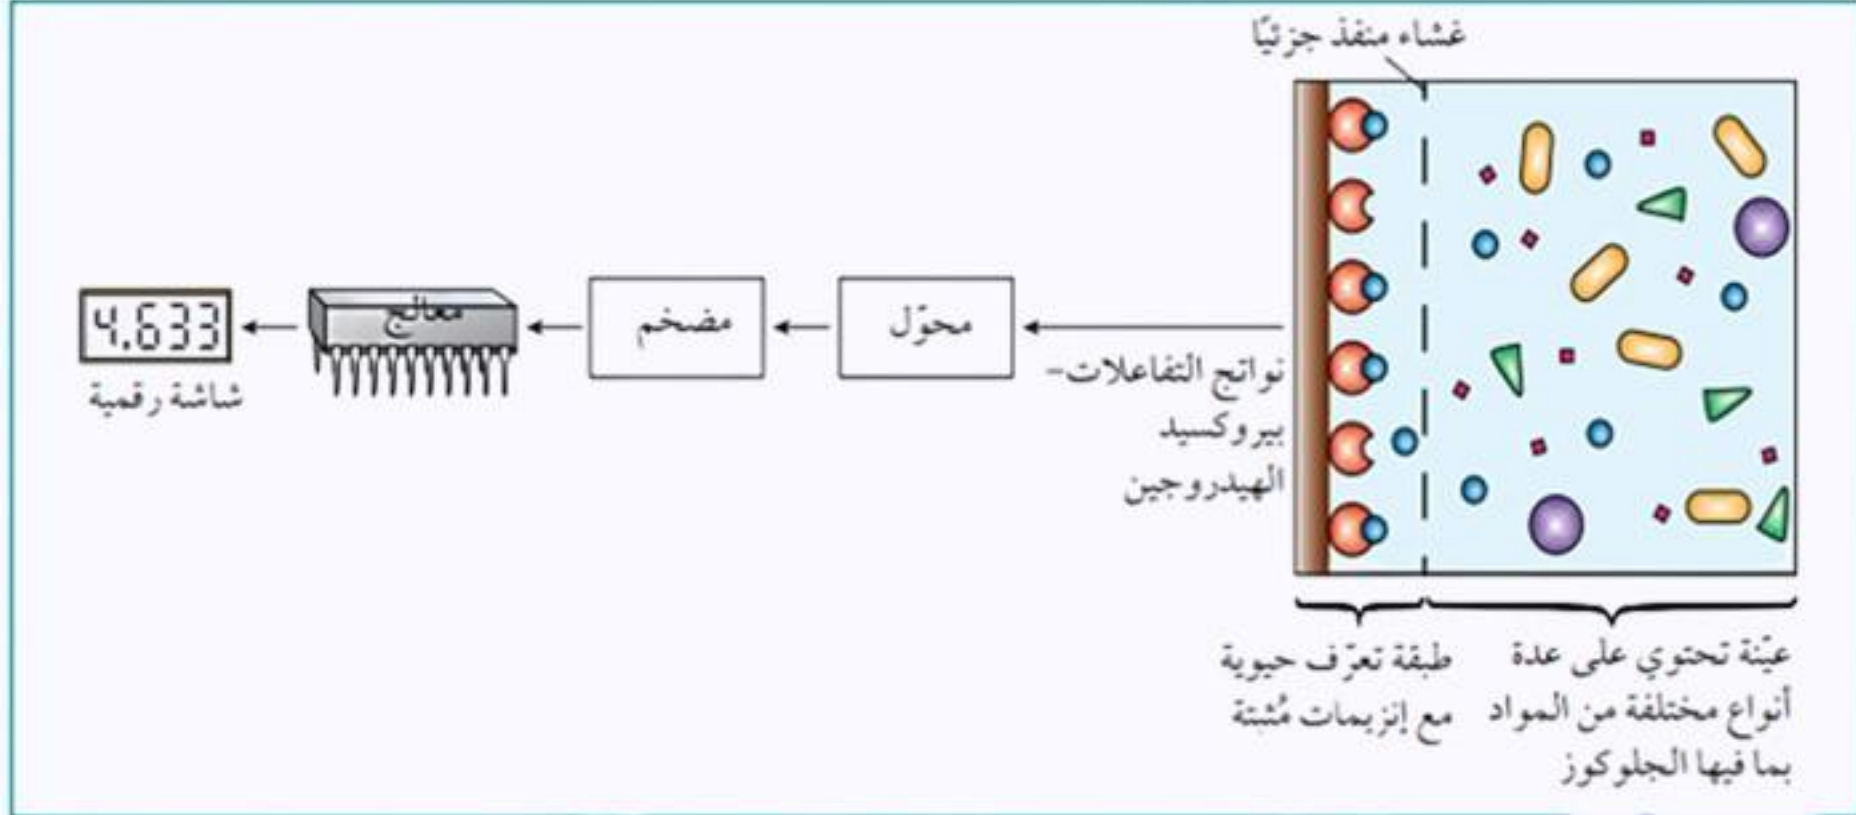 غشاء منفذ جزئيًا
محوّل
مضخم
معالج
4.633
شاشة رقمية
نواتج التفاعلات-
بيروكسيد
الهيدروجين
عيّنة تحتوي على عدة
أنواع مختلفة من المواد
بما فيها الجلوكوز
طبقة تعرّف حيوية
مع إنزيمات مُثبتة